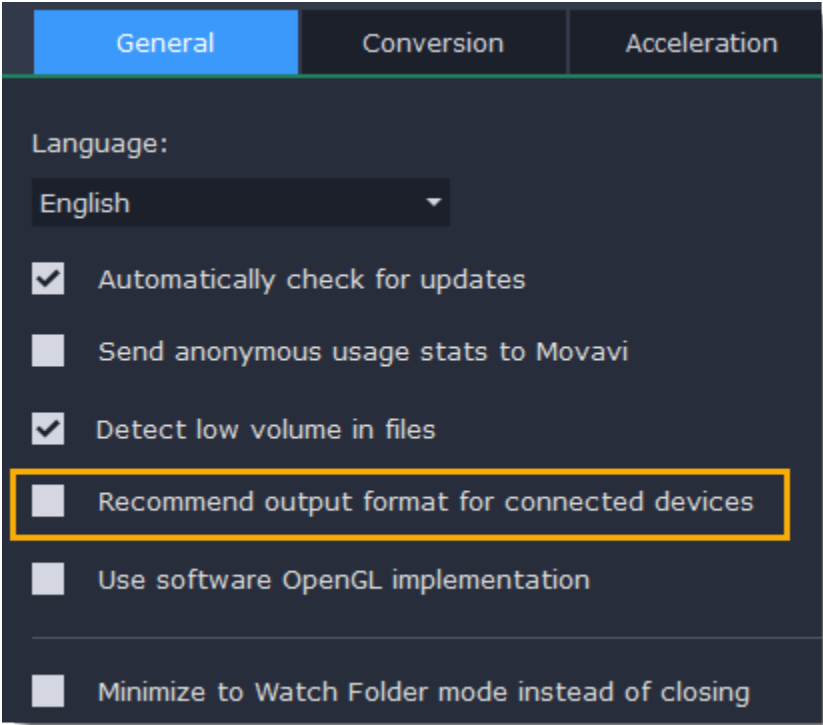 General
Conversion
Acceleration
Language:
English
Automatically check for updates
Send anonymous usage stats to Movavi
Detect low volume in files
Recommend output format for connected devices
Use software OpenGL implementation
Minimize to Watch Folder mode instead of closing